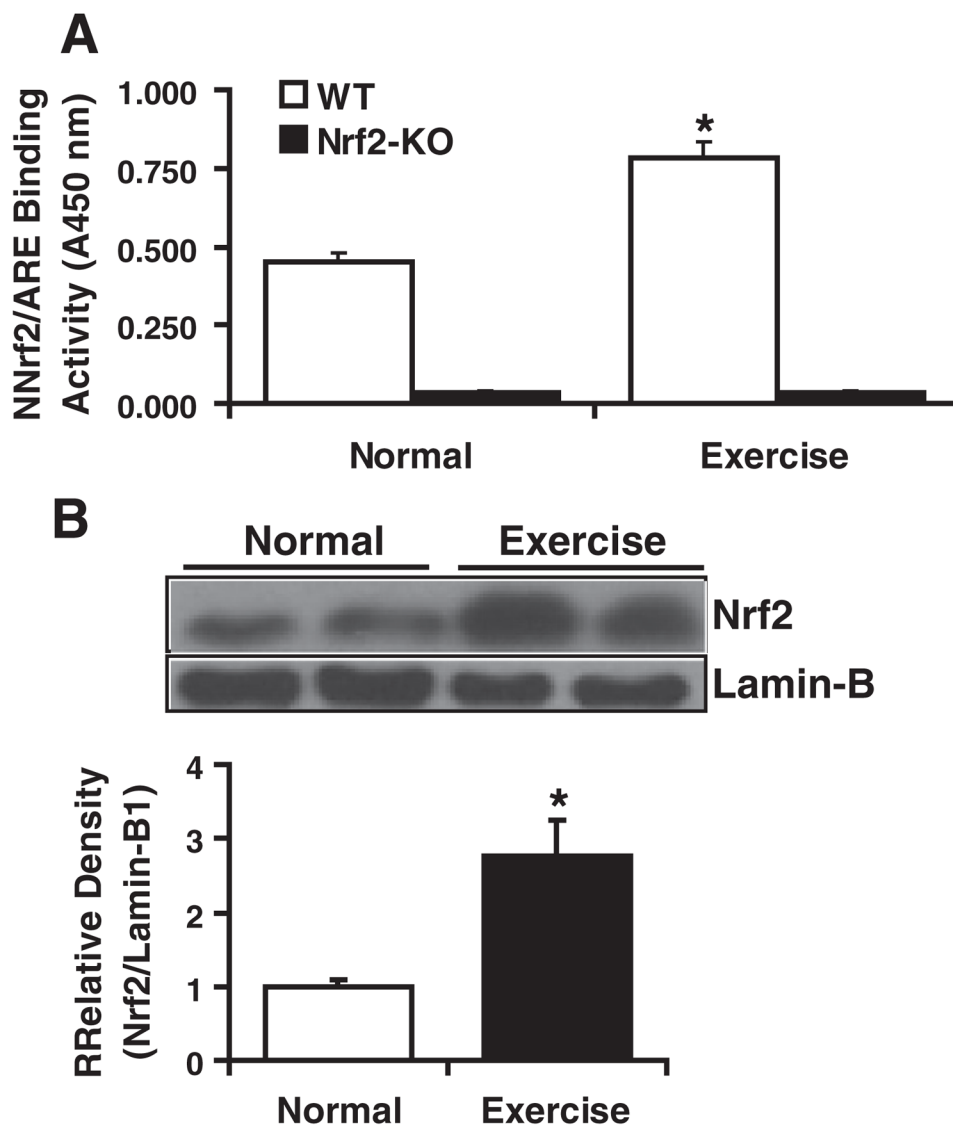 A
NNrf2/ARE Binding
Activity (A450 nm)
1.000
0.750
0.500
0.250
0.000
WT
Nrf2-KO
*
Normal
Exercise
B
Normal
Exercise
Nrf2
Lamin-B
RRelative Density
(Nrf2/Lamin-B1)
4
3
2
1
0
*
Normal
Exercise